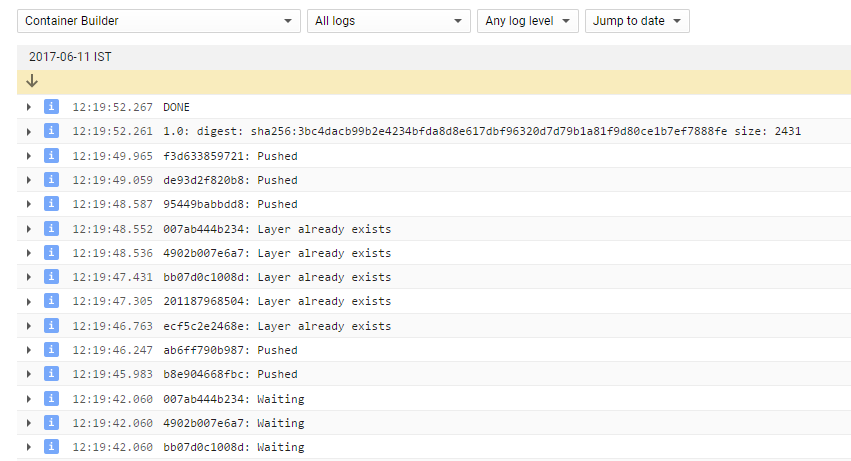 Container Builder All logs Any log level Jump to date
2017-06-11 IST
12:19:52.267 DONE
12:19:52.261 1.0: digest: sha256:3bc4dacb99b2e4234bfda8d8e617dbf96320d7d79b1a81f9d80ce1b7ef7888fe size: 2431
12:19:49.965 f3d633859721: Pushed
12:19:49.059 de93d2f820b8: Pushed
12:19:48.587 95449babbdd8: Pushed
12:19:48.552 007ab444b234: Layer already exists
12:19:48.536 4902b007e6a7: Layer already exists
12:19:47.431 bb07d0c1008d: Layer already exists
12:19:47.305 201187968504: Layer already exists
12:19:46.763 ecf5c2e2468e: Layer already exists
12:19:46.247 ab6ff790b987: Pushed
12:19:45.983 b8e904668fbc: Pushed
12:19:42.060 007ab444b234: Waiting
12:19:42.060 4902b007e6a7: Waiting
12:19:42.060 bb07d0c1008d: Waiting